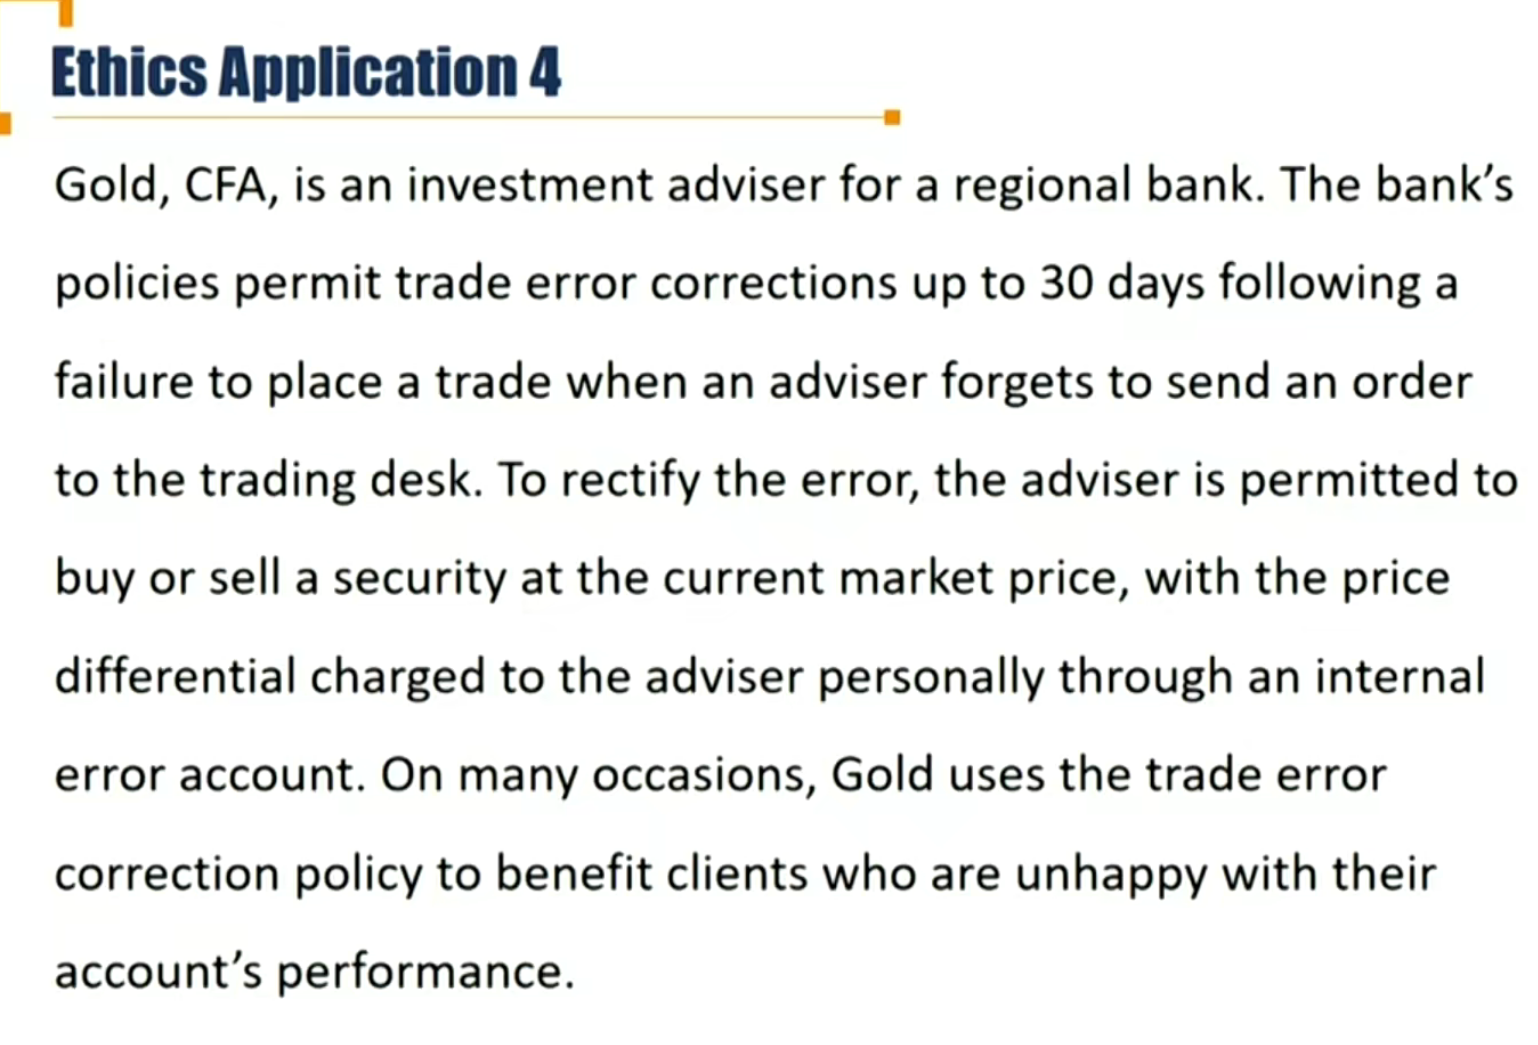 Ethics Application 4
Gold, CFA, is an investment adviser for a regional bank. The bank’s
policies permit trade error corrections up to 30 days following a
failure to place a trade when an adviser forgets to send an order
to the trading desk. To rectify the error, the adviser is permitted to
buy or sell a security at the current market price, with the price
differential charged to the adviser personally through an internal
error account. On many occasions, Gold uses the trade error
correction policy to benefit clients who are unhappy with their
account’s performance.